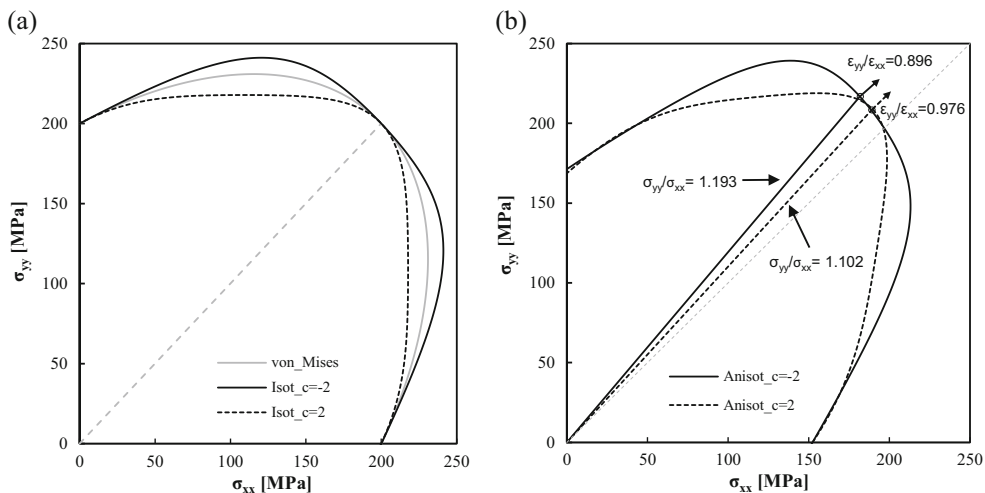 (a)
250
200
150
100
50
0
σyy [MPa]
0 50 100 150 200 250
σxx [MPa]
von_Mises
Isot_c=-2
Isot_c=2
(b)
250
200
150
100
50
0
σyy [MPa]
0 50 100 150 200 250
σxx [MPa]
εyy/εxx=0.896
εyy/εxx=0.976
σyy/σxx= 1.193
σyy/σxx= 1.102
Anisot_c=-2
Anisot_c=2